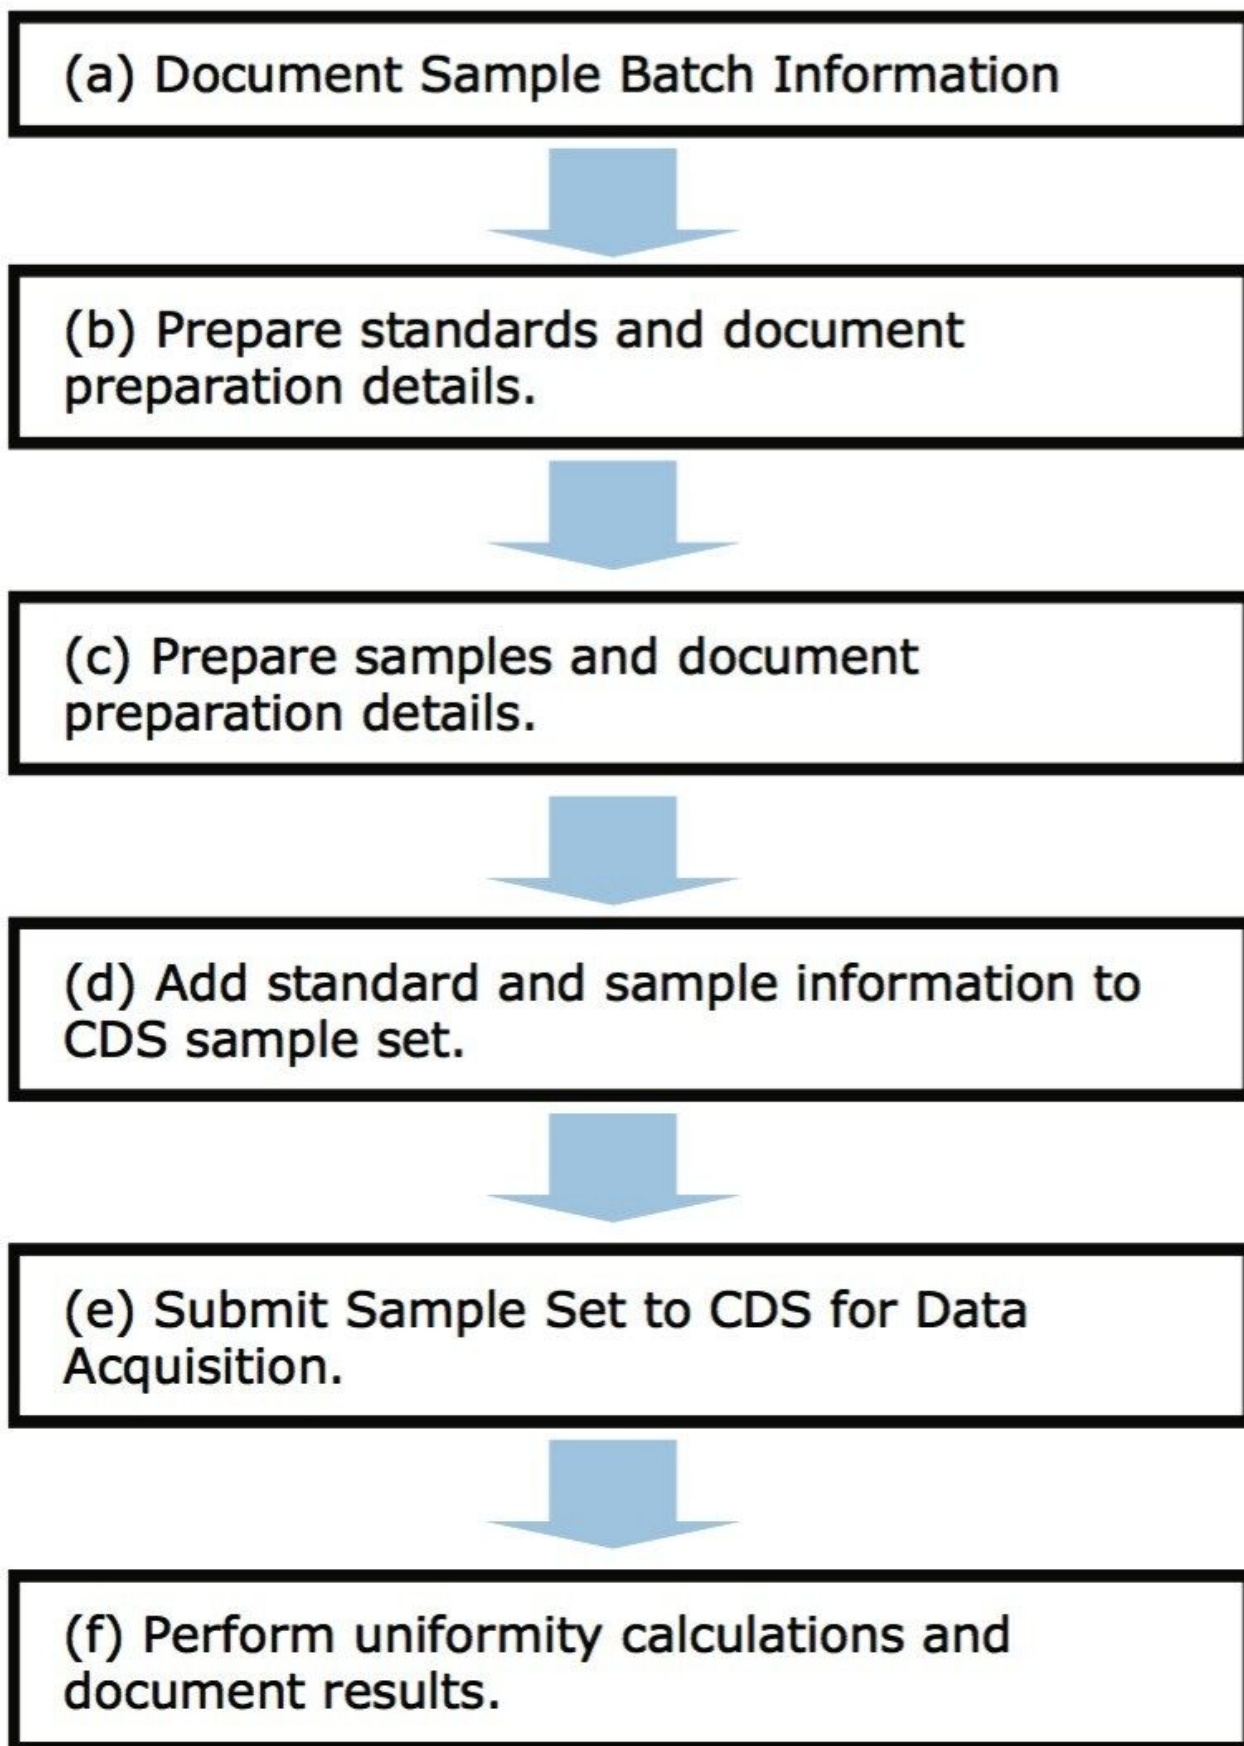 (a) Document Sample Batch Information
(b) Prepare standards and document
preparation details.
(c) Prepare samples and document
preparation details.
(d) Add standard and sample information to
CDS sample set.
(e) Submit Sample Set to CDS for Data
Acquisition.
(f) Perform uniformity calculations and
document results.